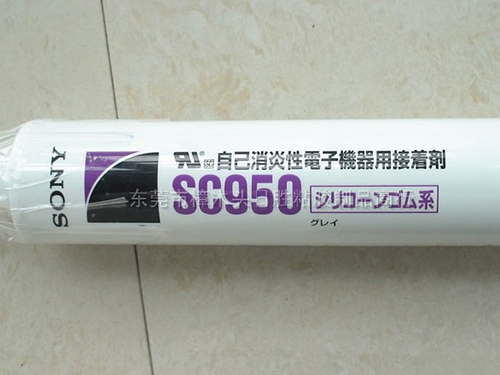 SONY
自己消炎性電子機器用接着剤
SC950 シリコーンゴム系
グレイ